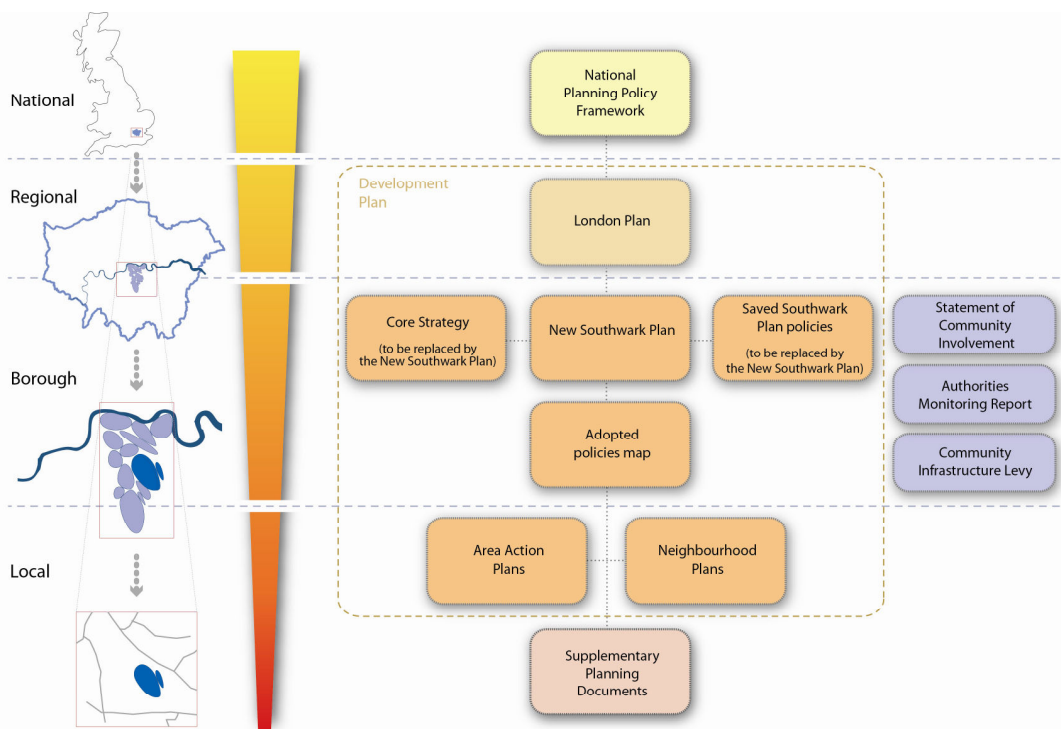 National
National
Planning Policy
Framework
Regional
Development
Plan
London Plan
Borough
Core Strategy
(to be replaced by
the New Southwark Plan)
New Southwark Plan
Saved Southwark
Plan policies
(to be replaced by
the New Southwark Plan)
Statement of
Community
Involvement
Authorities
Monitoring Report
Adopted
policies map
Community
Infrastructure Levy
Local
Area Action
Plans
Neighbourhood
Plans
Supplementary
Planning
Documents